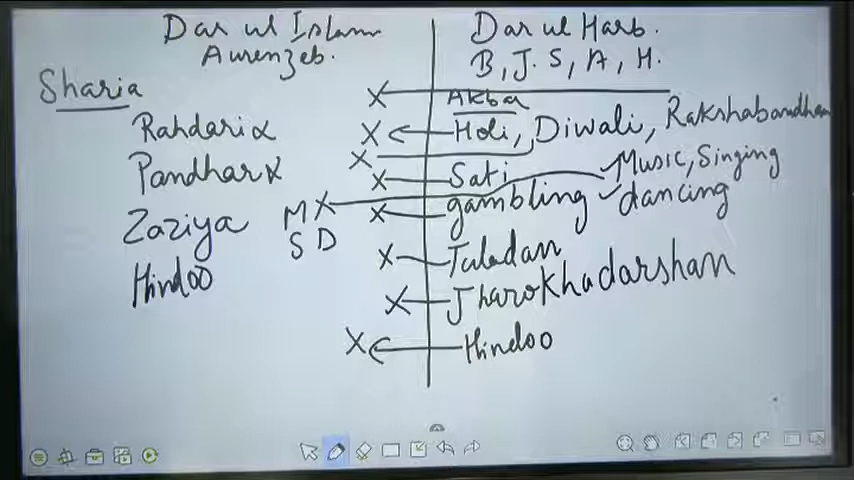 Dar ul Islam
Aurenzeb.
Sharia
Rahdari x
Pandhar x
Zaziya
Hindoo
M X
S D
Dar ul Harb.
B, J. S, A, H.
X Akba
X Holi, Diwali, Rakshabandhan
X
X Sati Music, Singing
X gambling dancing
X Tuladan
X Jharokhadarshan
X Hindoo